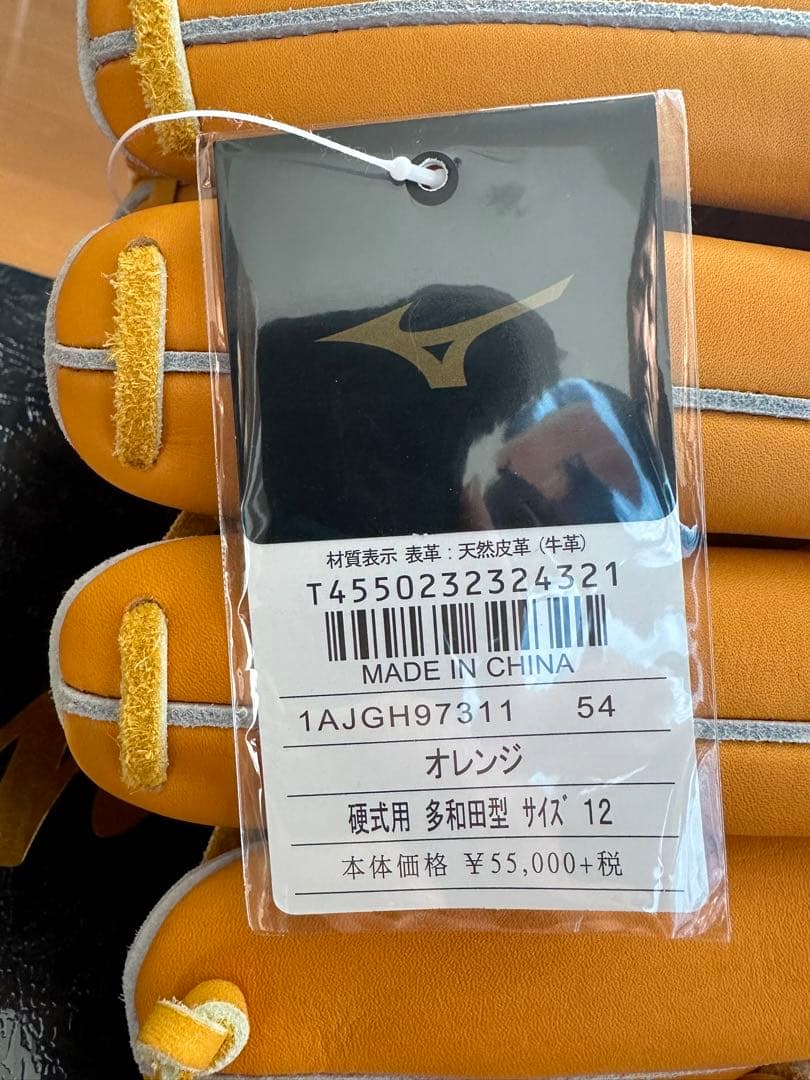 材質表示 表革：天然皮革（牛革）
T4550232324321
MADE IN CHINA
1AJGH97311 54
オレンジ
硬式用 多和田型 サイズ 12
本体価格 ￥55,000+税